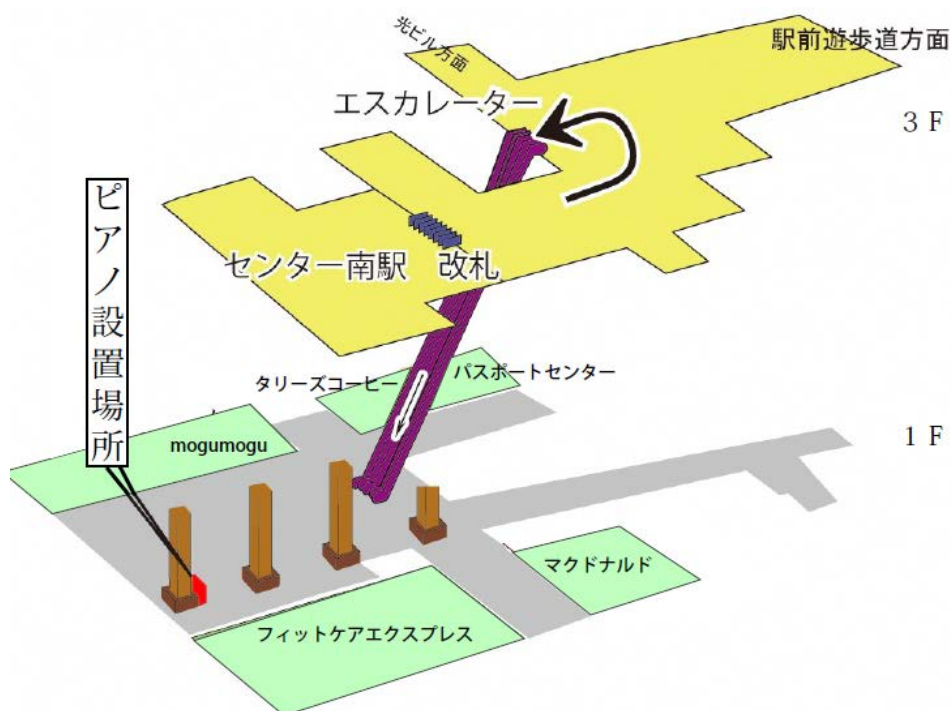 光ビル方面
駅前遊歩道方面
エスカレーター
3F
センター南駅 改札
ピアノ設置場所
タリーズコーヒー
パスポートセンター
mogumogu
1F
マクドナルド
フィットケアエクスプレス